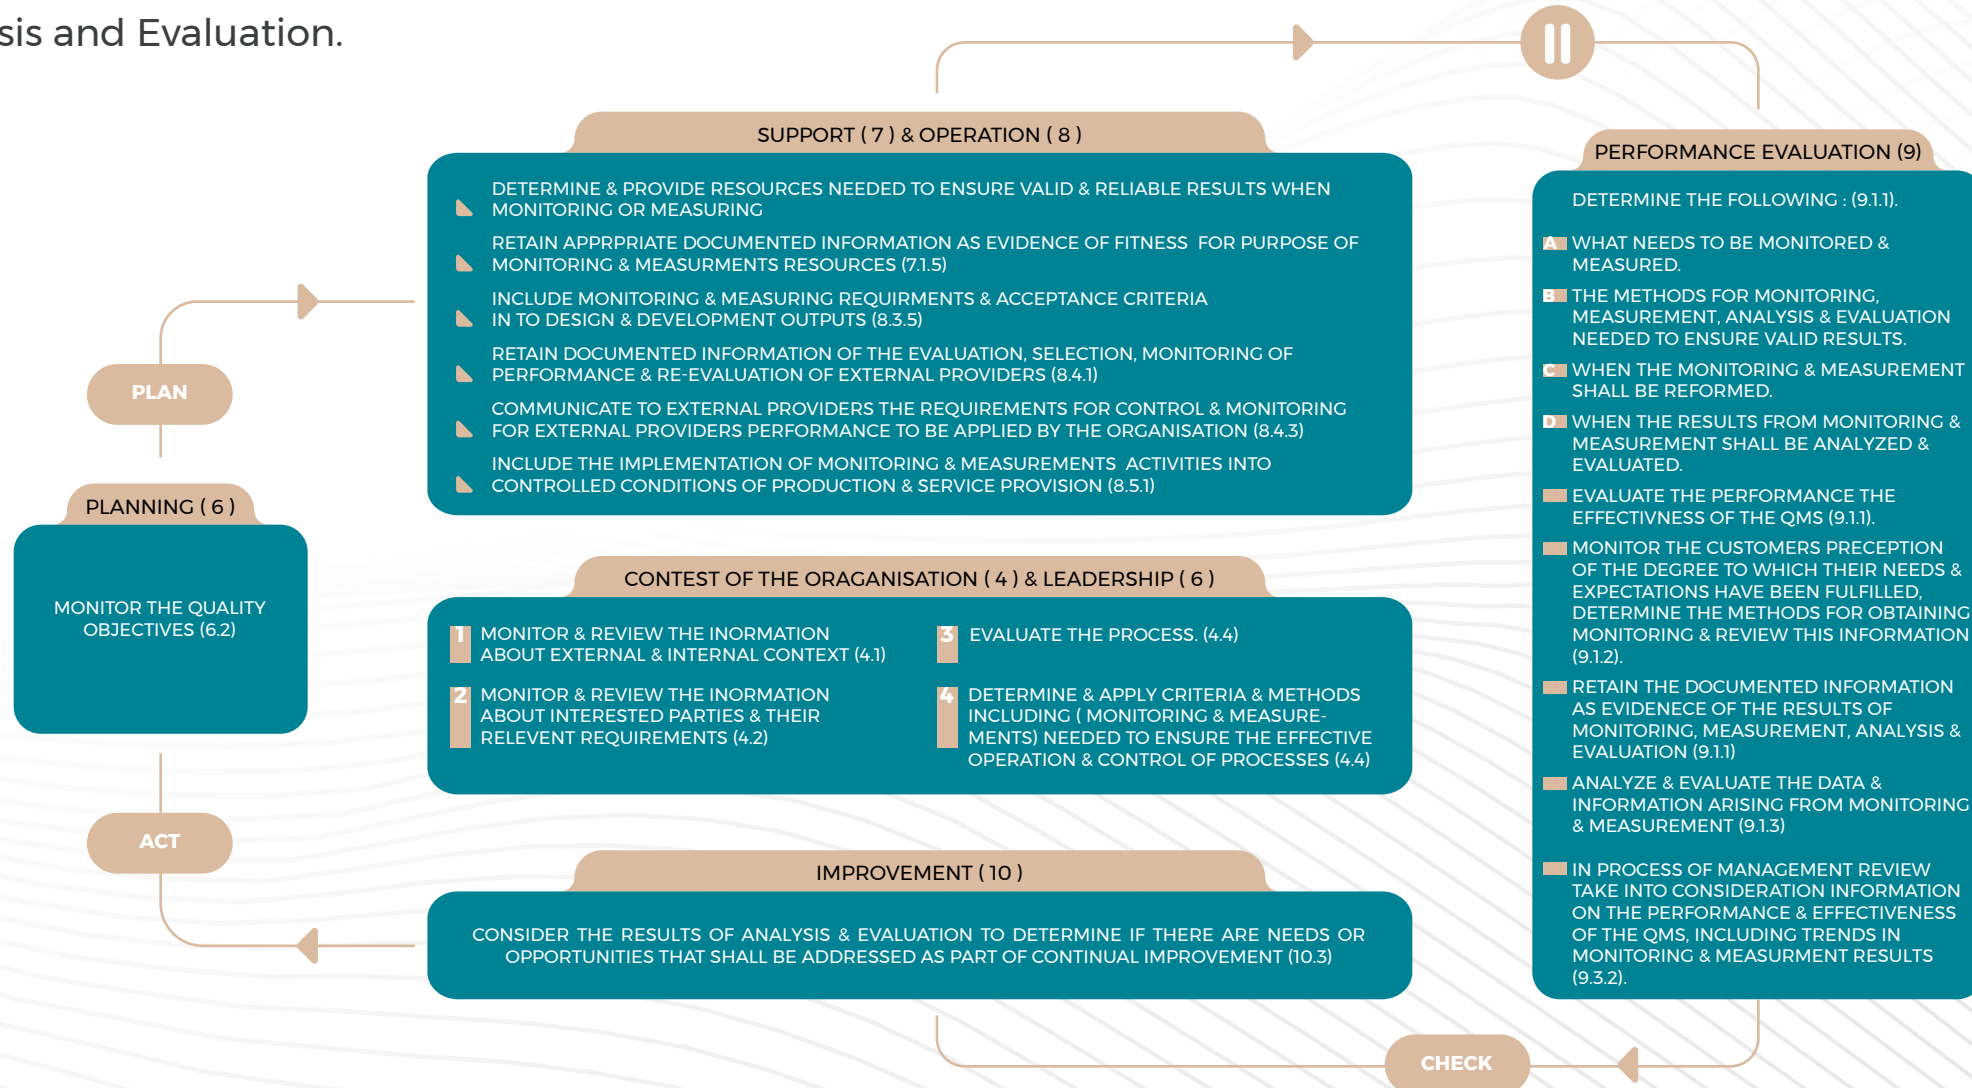 sis and Evaluation.
SUPPORT ( 7 ) & OPERATION ( 8 )
DETERMINE & PROVIDE RESOURCES NEEDED TO ENSURE VALID & RELIABLE RESULTS WHEN
MONITORING OR MEASURING
RETAIN APPRPRIATE DOCUMENTED INFORMATION AS EVIDENCE OF FITNESS FOR PURPOSE OF
MONITORING & MEASURMENTS RESOURCES (7.1.5)
INCLUDE MONITORING & MEASURING REQUIRMENTS & ACCEPTANCE CRITERIA
IN TO DESIGN & DEVELOPMENT OUTPUTS (8.3.5)
RETAIN DOCUMENTED INFORMATION OF THE EVALUATION, SELECTION, MONITORING OF
PERFORMANCE & RE-EVALUATION OF EXTERNAL PROVIDERS (8.4.1)
COMMUNICATE TO EXTERNAL PROVIDERS THE REQUIREMENTS FOR CONTROL & MONITORING
FOR EXTERNAL PROVIDERS PERFORMANCE TO BE APPLIED BY THE ORGANISATION (8.4.3)
INCLUDE THE IMPLEMENTATION OF MONITORING & MEASUREMENTS ACTIVITIES INTO
CONTROLLED CONDITIONS OF PRODUCTION & SERVICE PROVISION (8.5.1)
PLAN
PLANNING ( 6 )
MONITOR THE QUALITY
OBJECTIVES (6.2)
ACT
CONTEST OF THE ORAGANISATION ( 4 ) & LEADERSHIP ( 6 )
1 MONITOR & REVIEW THE INORMATION
ABOUT EXTERNAL & INTERNAL CONTEXT (4.1)
2 MONITOR & REVIEW THE INORMATION
ABOUT INTERESTED PARTIES & THEIR
RELEVENT REQUIREMENTS (4.2)
3 EVALUATE THE PROCESS. (4.4)
4 DETERMINE & APPLY CRITERIA & METHODS
INCLUDING ( MONITORING & MEASURE-
MENTS) NEEDED TO ENSURE THE EFFECTIVE
OPERATION & CONTROL OF PROCESSES (4.4)
IMPROVEMENT ( 10 )
CONSIDER THE RESULTS OF ANALYSIS & EVALUATION TO DETERMINE IF THERE ARE NEEDS OR
OPPORTUNITIES THAT SHALL BE ADDRESSED AS PART OF CONTINUAL IMPROVEMENT (10.3)
PERFORMANCE EVALUATION (9)
DETERMINE THE FOLLOWING : (9.1.1).
A WHAT NEEDS TO BE MONITORED &
MEASURED.
B THE METHODS FOR MONITORING,
MEASUREMENT, ANALYSIS & EVALUATION
NEEDED TO ENSURE VALID RESULTS.
C WHEN THE MONITORING & MEASUREMENT
SHALL BE REFORMED.
D WHEN THE RESULTS FROM MONITORING &
MEASUREMENT SHALL BE ANALYZED &
EVALUATED.
EVALUATE THE PERFORMANCE THE
EFFECTIVNESS OF THE QMS (9.1.1).
MONITOR THE CUSTOMERS PRECEPTION
OF THE DEGREE TO WHICH THEIR NEEDS &
EXPECTATIONS HAVE BEEN FULFILLED,
DETERMINE THE METHODS FOR OBTAINING
MONITORING & REVIEW THIS INFORMATION
(9.1.2).
RETAIN THE DOCUMENTED INFORMATION
AS EVIDENECE OF THE RESULTS OF
MONITORING, MEASUREMENT, ANALYSIS &
EVALUATION (9.1.1)
ANALYZE & EVALUATE THE DATA &
INFORMATION ARISING FROM MONITORING
& MEASUREMENT (9.1.3)
IN PROCESS OF MANAGEMENT REVIEW
TAKE INTO CONSIDERATION INFORMATION
ON THE PERFORMANCE & EFFECTIVENESS
OF THE QMS, INCLUDING TRENDS IN
MONITORING & MEASURMENT RESULTS
(9.3.2).
CHECK